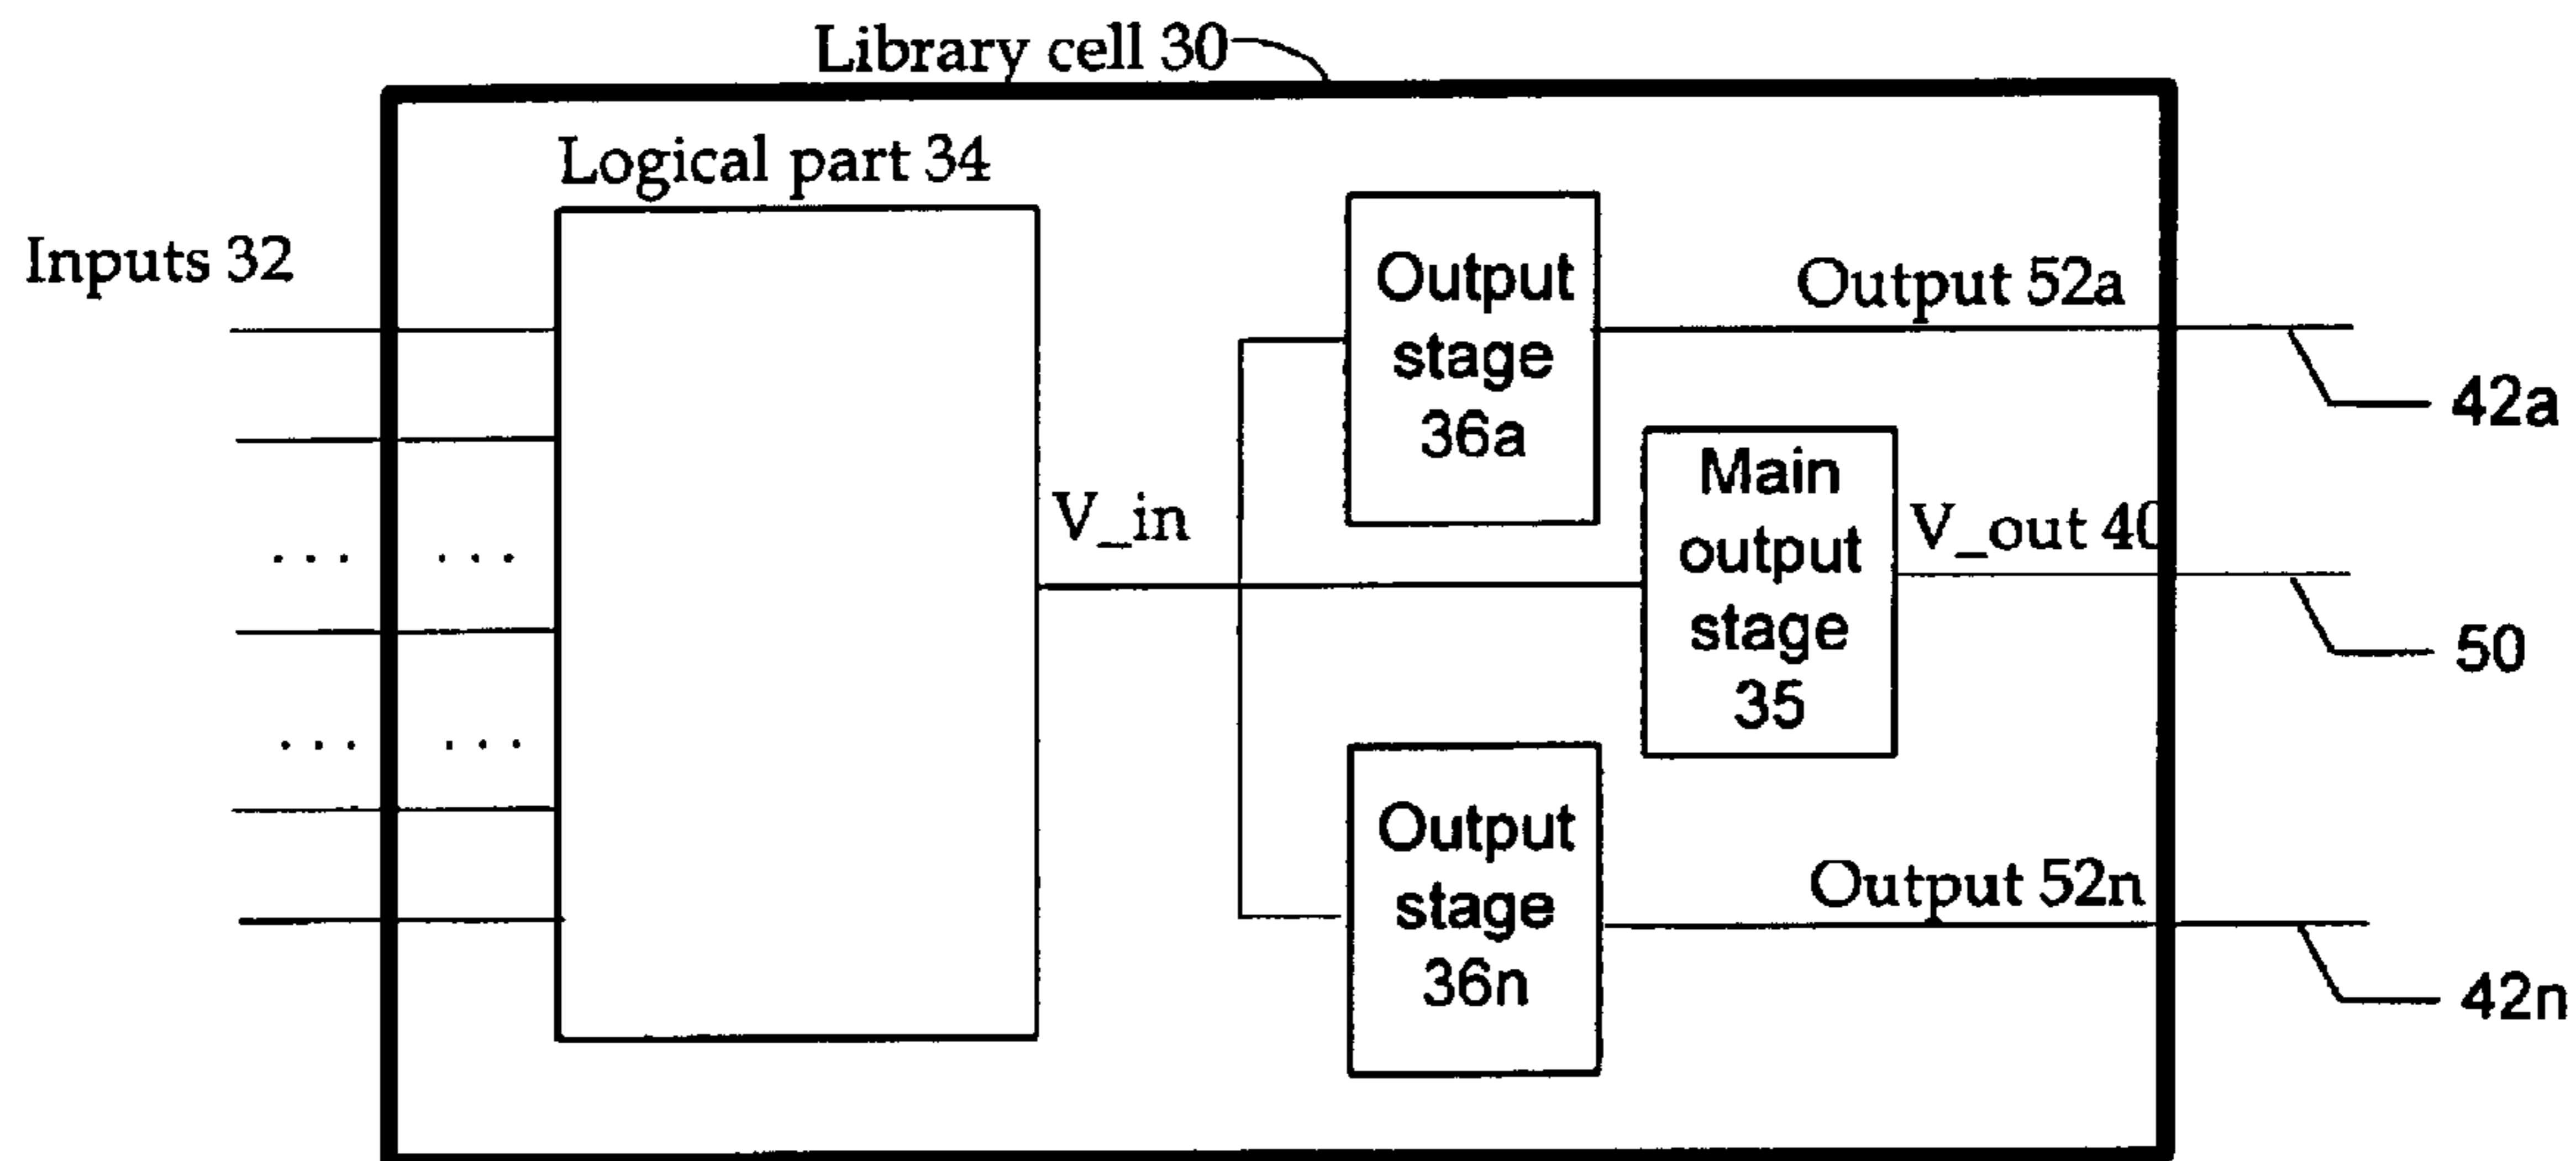 Library cell 30
Logical part 34
Inputs 32
Output
stage
36a
Output 52a
42a
V_in
Main
output
stage
35
V_out 40
50
Output
stage
36n
Output 52n
42n